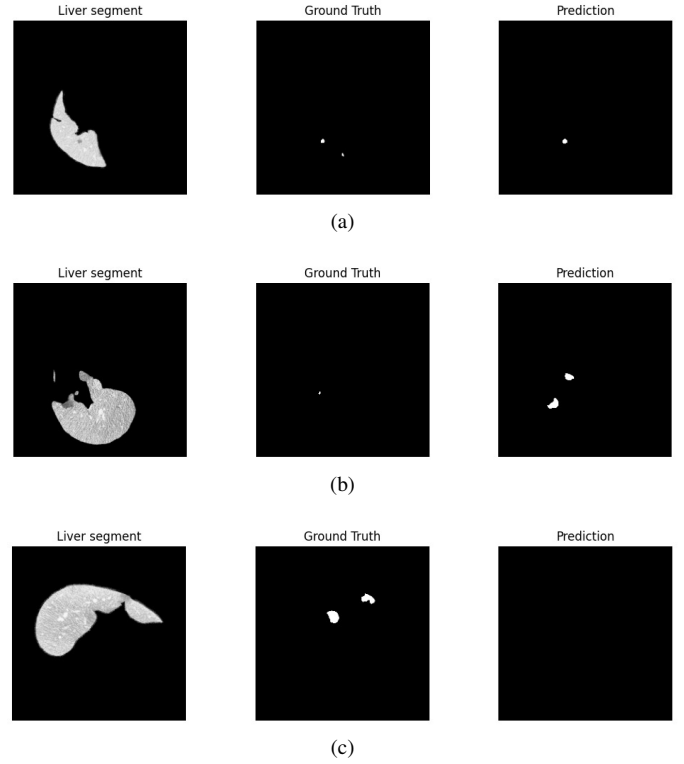 Liver segment Ground Truth Prediction
(a)
Liver segment Ground Truth Prediction
(b)
Liver segment Ground Truth Prediction
(c)